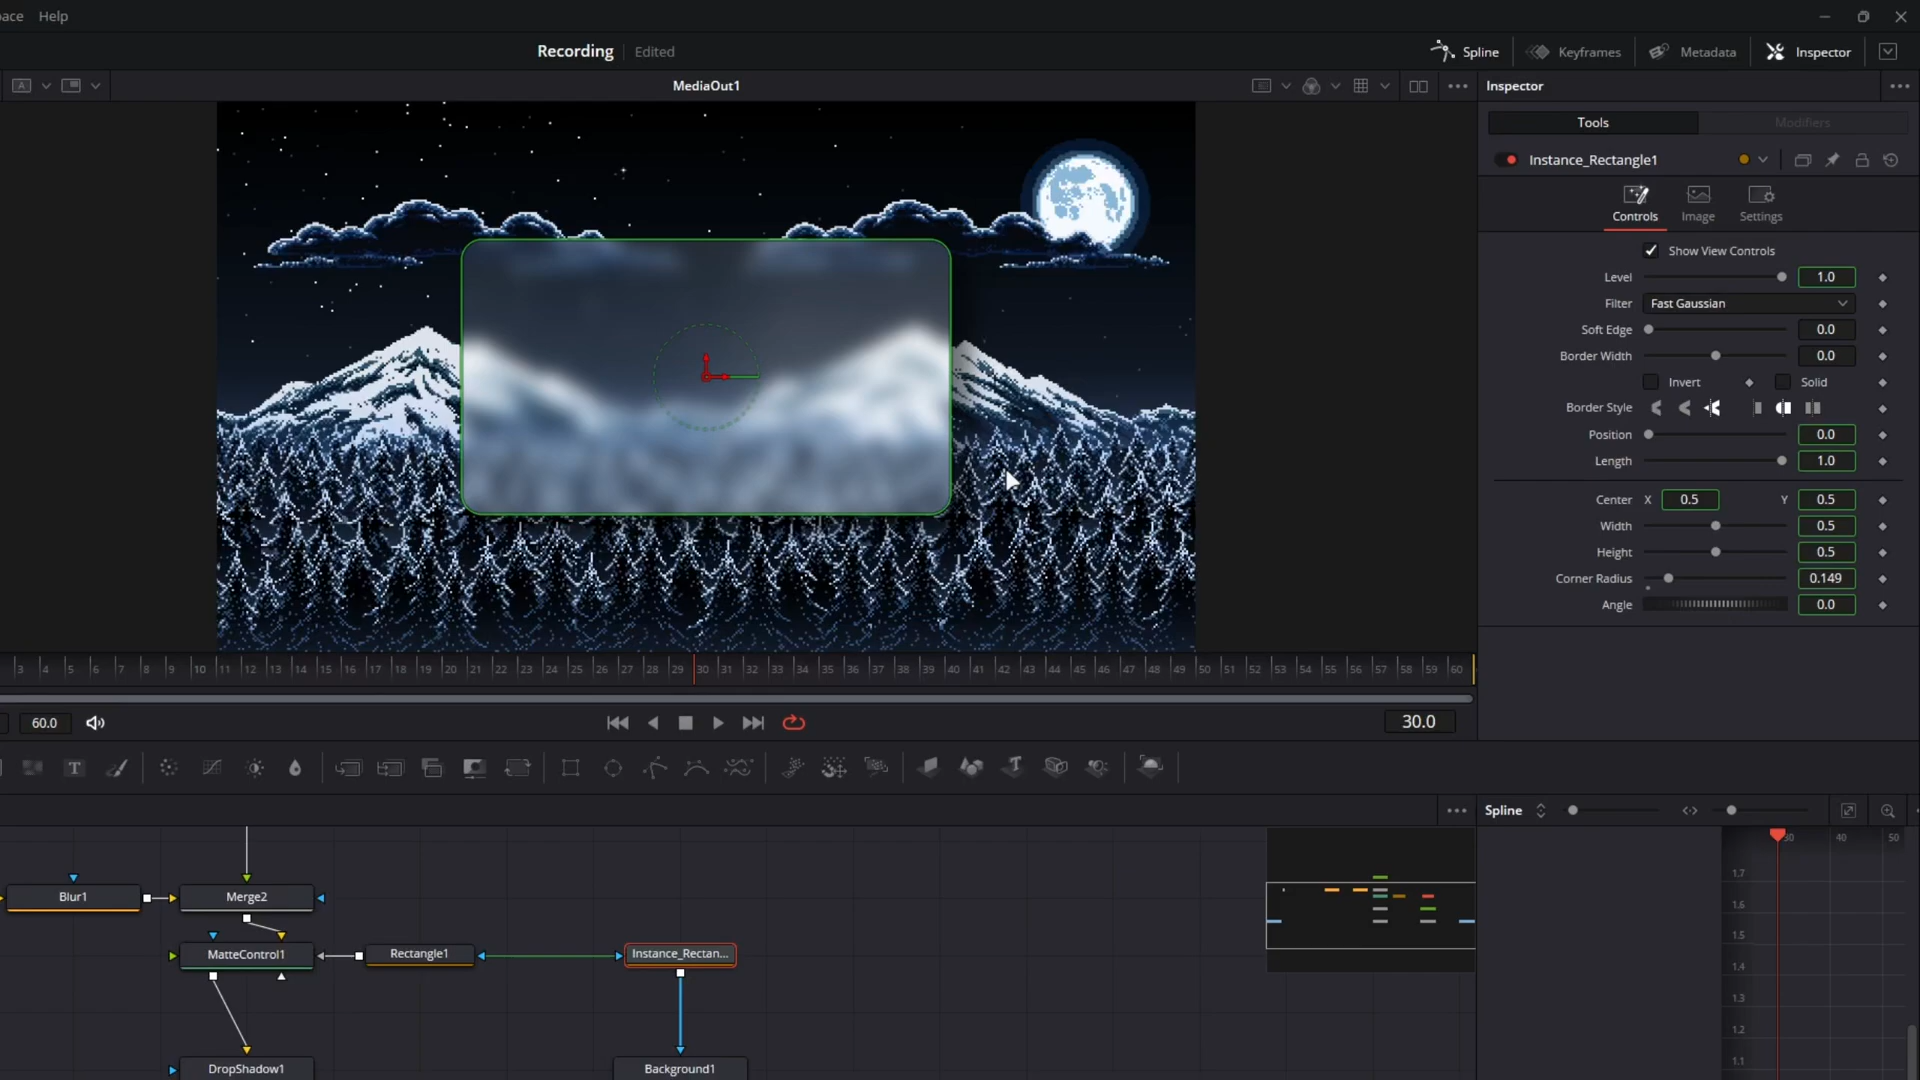 ace Help
Recording Edited
Spline Keyframes Metadata Inspector
A MediaOut1 Inspector
Tools Modifiers
Instance_Rectangle1
Controls Image Settings
Show View Controls
Level 1.0
Filter Fast Gaussian
Soft Edge 0.0
Border Width 0.0
Invert Solid
Border Style
Position 0.0
Length 1.0
Center X 0.5 Y 0.5
Width 0.5
Height 0.5
Corner Radius 0.149
Angle 0.0
3 4 5 6 7 8 9 10 11 12 13 14 15 16 17 18 19 20 21 22 23 24 25 26 27 28 29 30 31 32 33 34 35 36 37 38 39 40 41 42 43 44 45 46 47 48 49 50 51 52 53 54 55 56 57 58 59 60
60.0 30.0
T T
Spline
30 40 50
1.7
1.6
1.5
1.4
1.3
1.2
1.1
Blur1 Merge2
MatteControl1 Rectangle1 Instance_Rectan...
DropShadow1 Background1